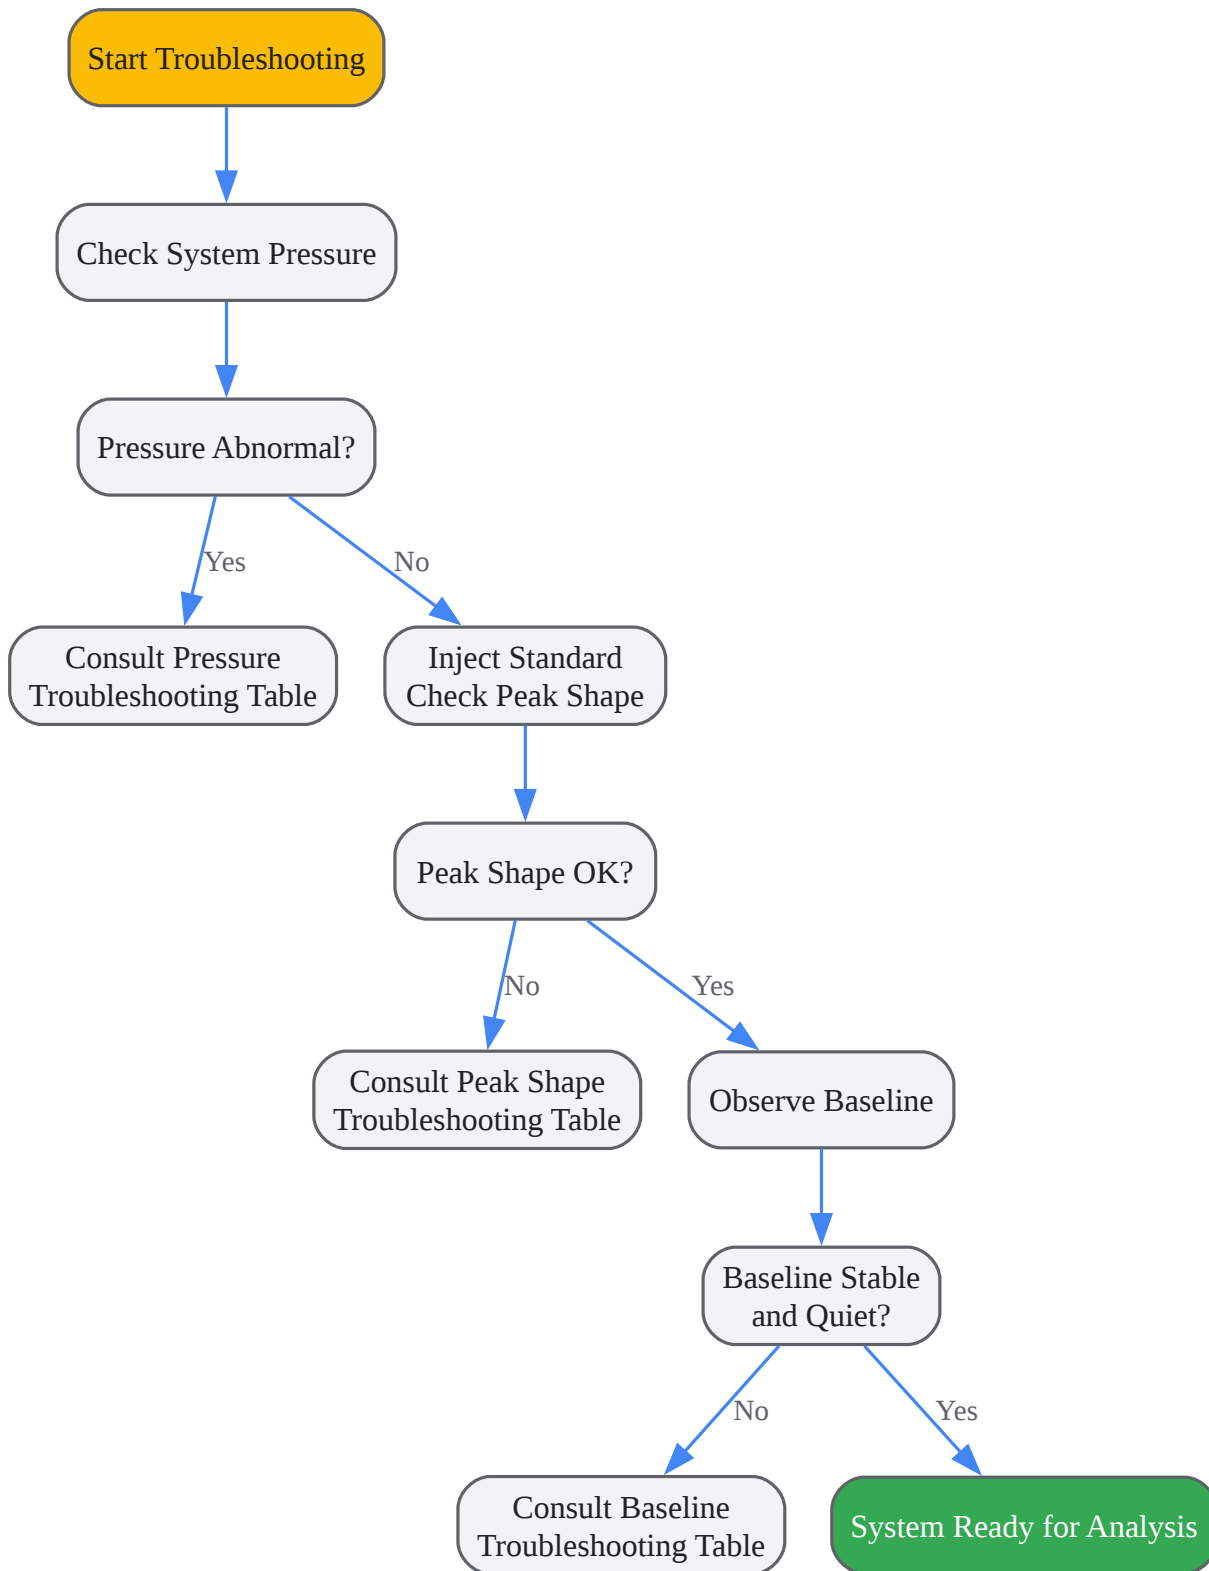 Start Troubleshooting
Check System Pressure
Pressure Abnormal?
Yes
No
Consult Pressure
Troubleshooting Table
Inject Standard
Check Peak Shape
Peak Shape OK?
No
Yes
Consult Peak Shape
Troubleshooting Table
Observe Baseline
Baseline Stable
and Quiet?
No
Yes
Consult Baseline
Troubleshooting Table
System Ready for Analysis